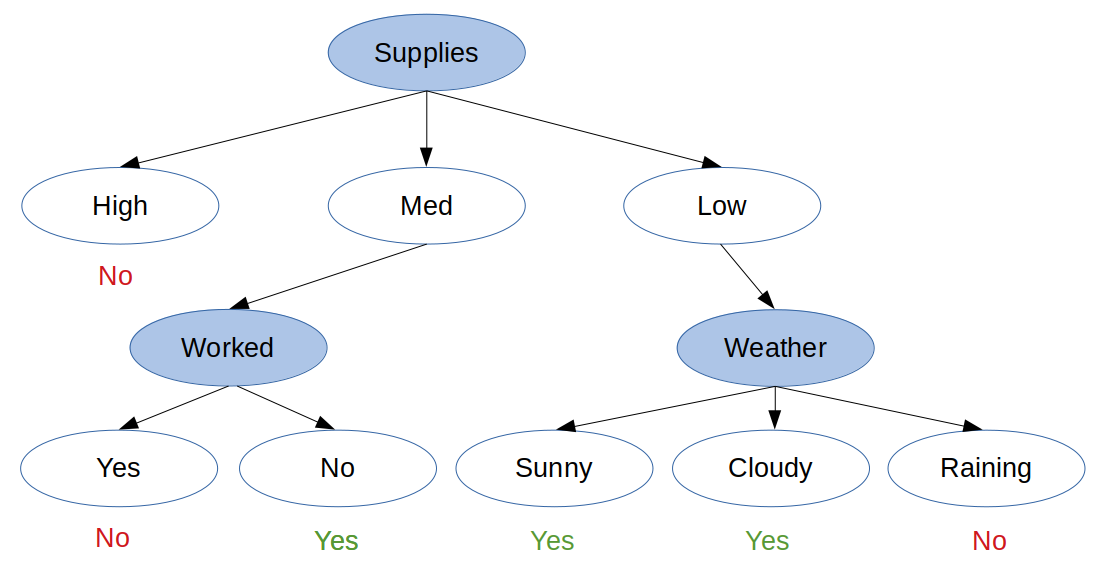 Supplies
High
Med
Low
No
Worked
Weather
Yes
No
Sunny
Cloudy
Raining
No
Yes
Yes
Yes
No